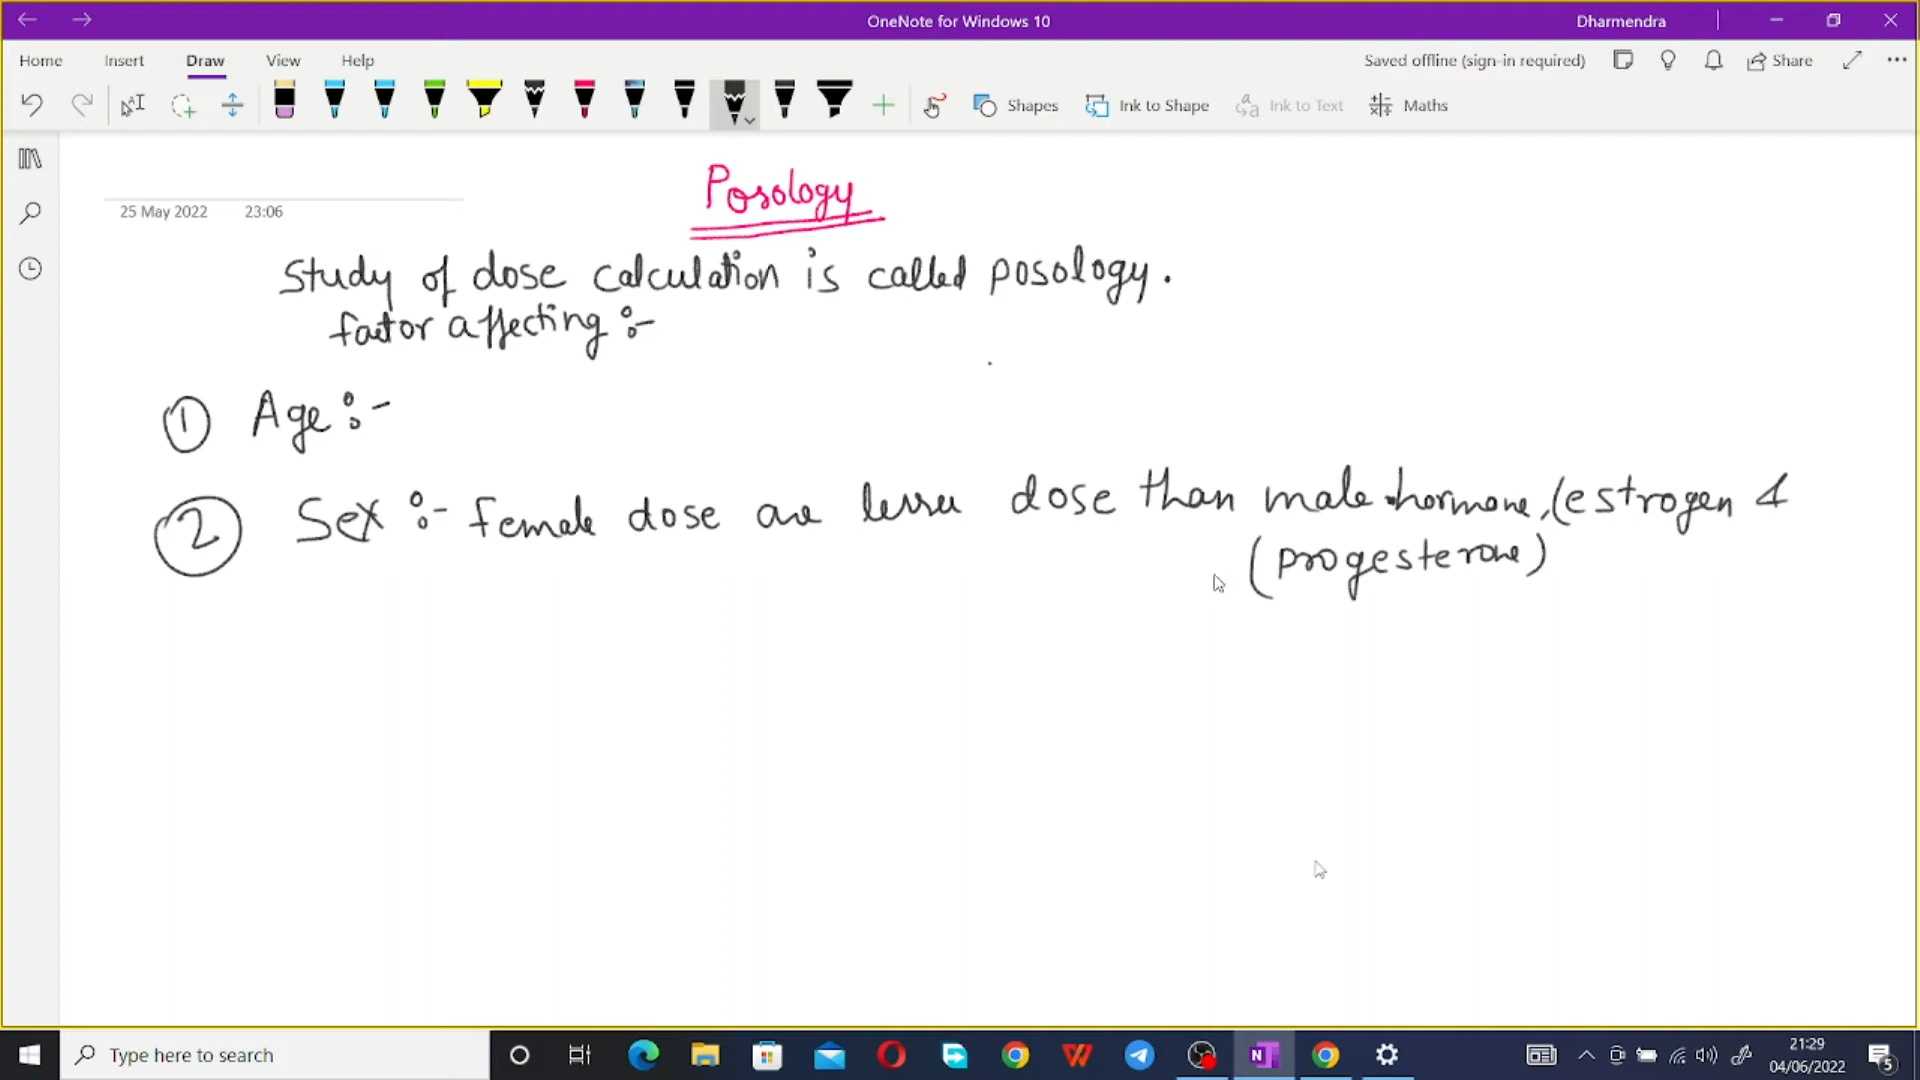 OneNote for Windows 10
Dharmendra
Home Insert Draw View Help
Saved offline (sign-in required)
Share
Shapes
Ink to Shape
Ink to Text
Maths
Posology
25 May 2022 23:06
Study of dose calculation is called posology.
factor affecting :-
1 Age :-
2 Sex :- female dose are lesser dose than male hormone, (estrogen &
(progesterone)
Type here to search
W
N
21:29
04/06/2022
5